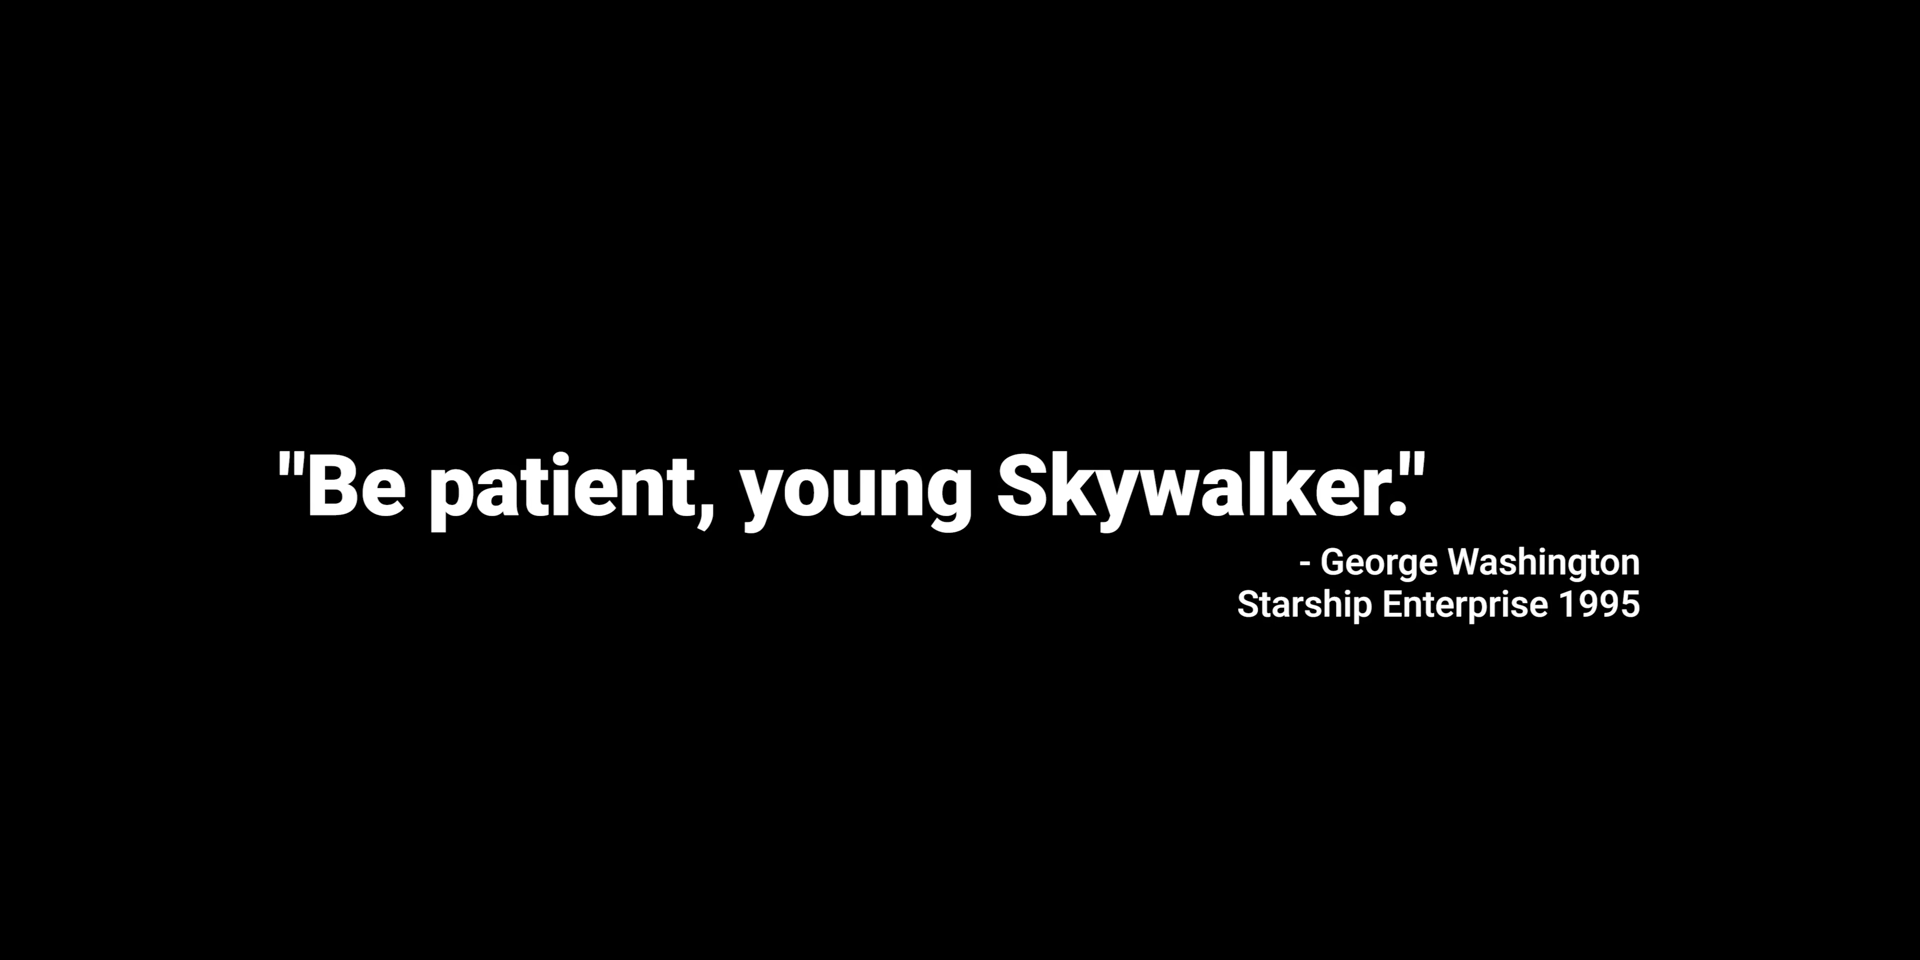 "Be patient, young Skywalker."
- George Washington
Starship Enterprise 1995